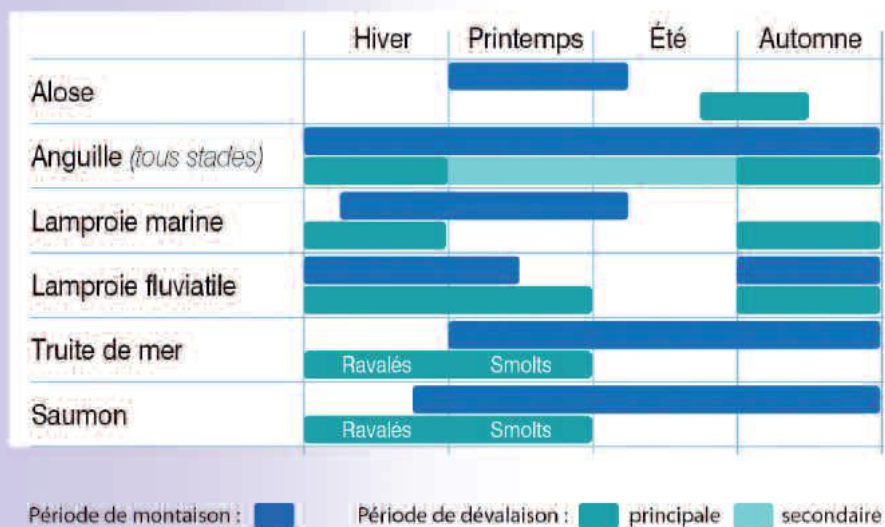 Hiver Printemps Été Automne
Alose
Anguille (tous stades)
Lamproie marine
Lamproie fluviatile
Truite de mer
Ravalés Smolts
Saumon
Ravalés Smolts
Période de montaison : Période de dévalaison : principale secondaire